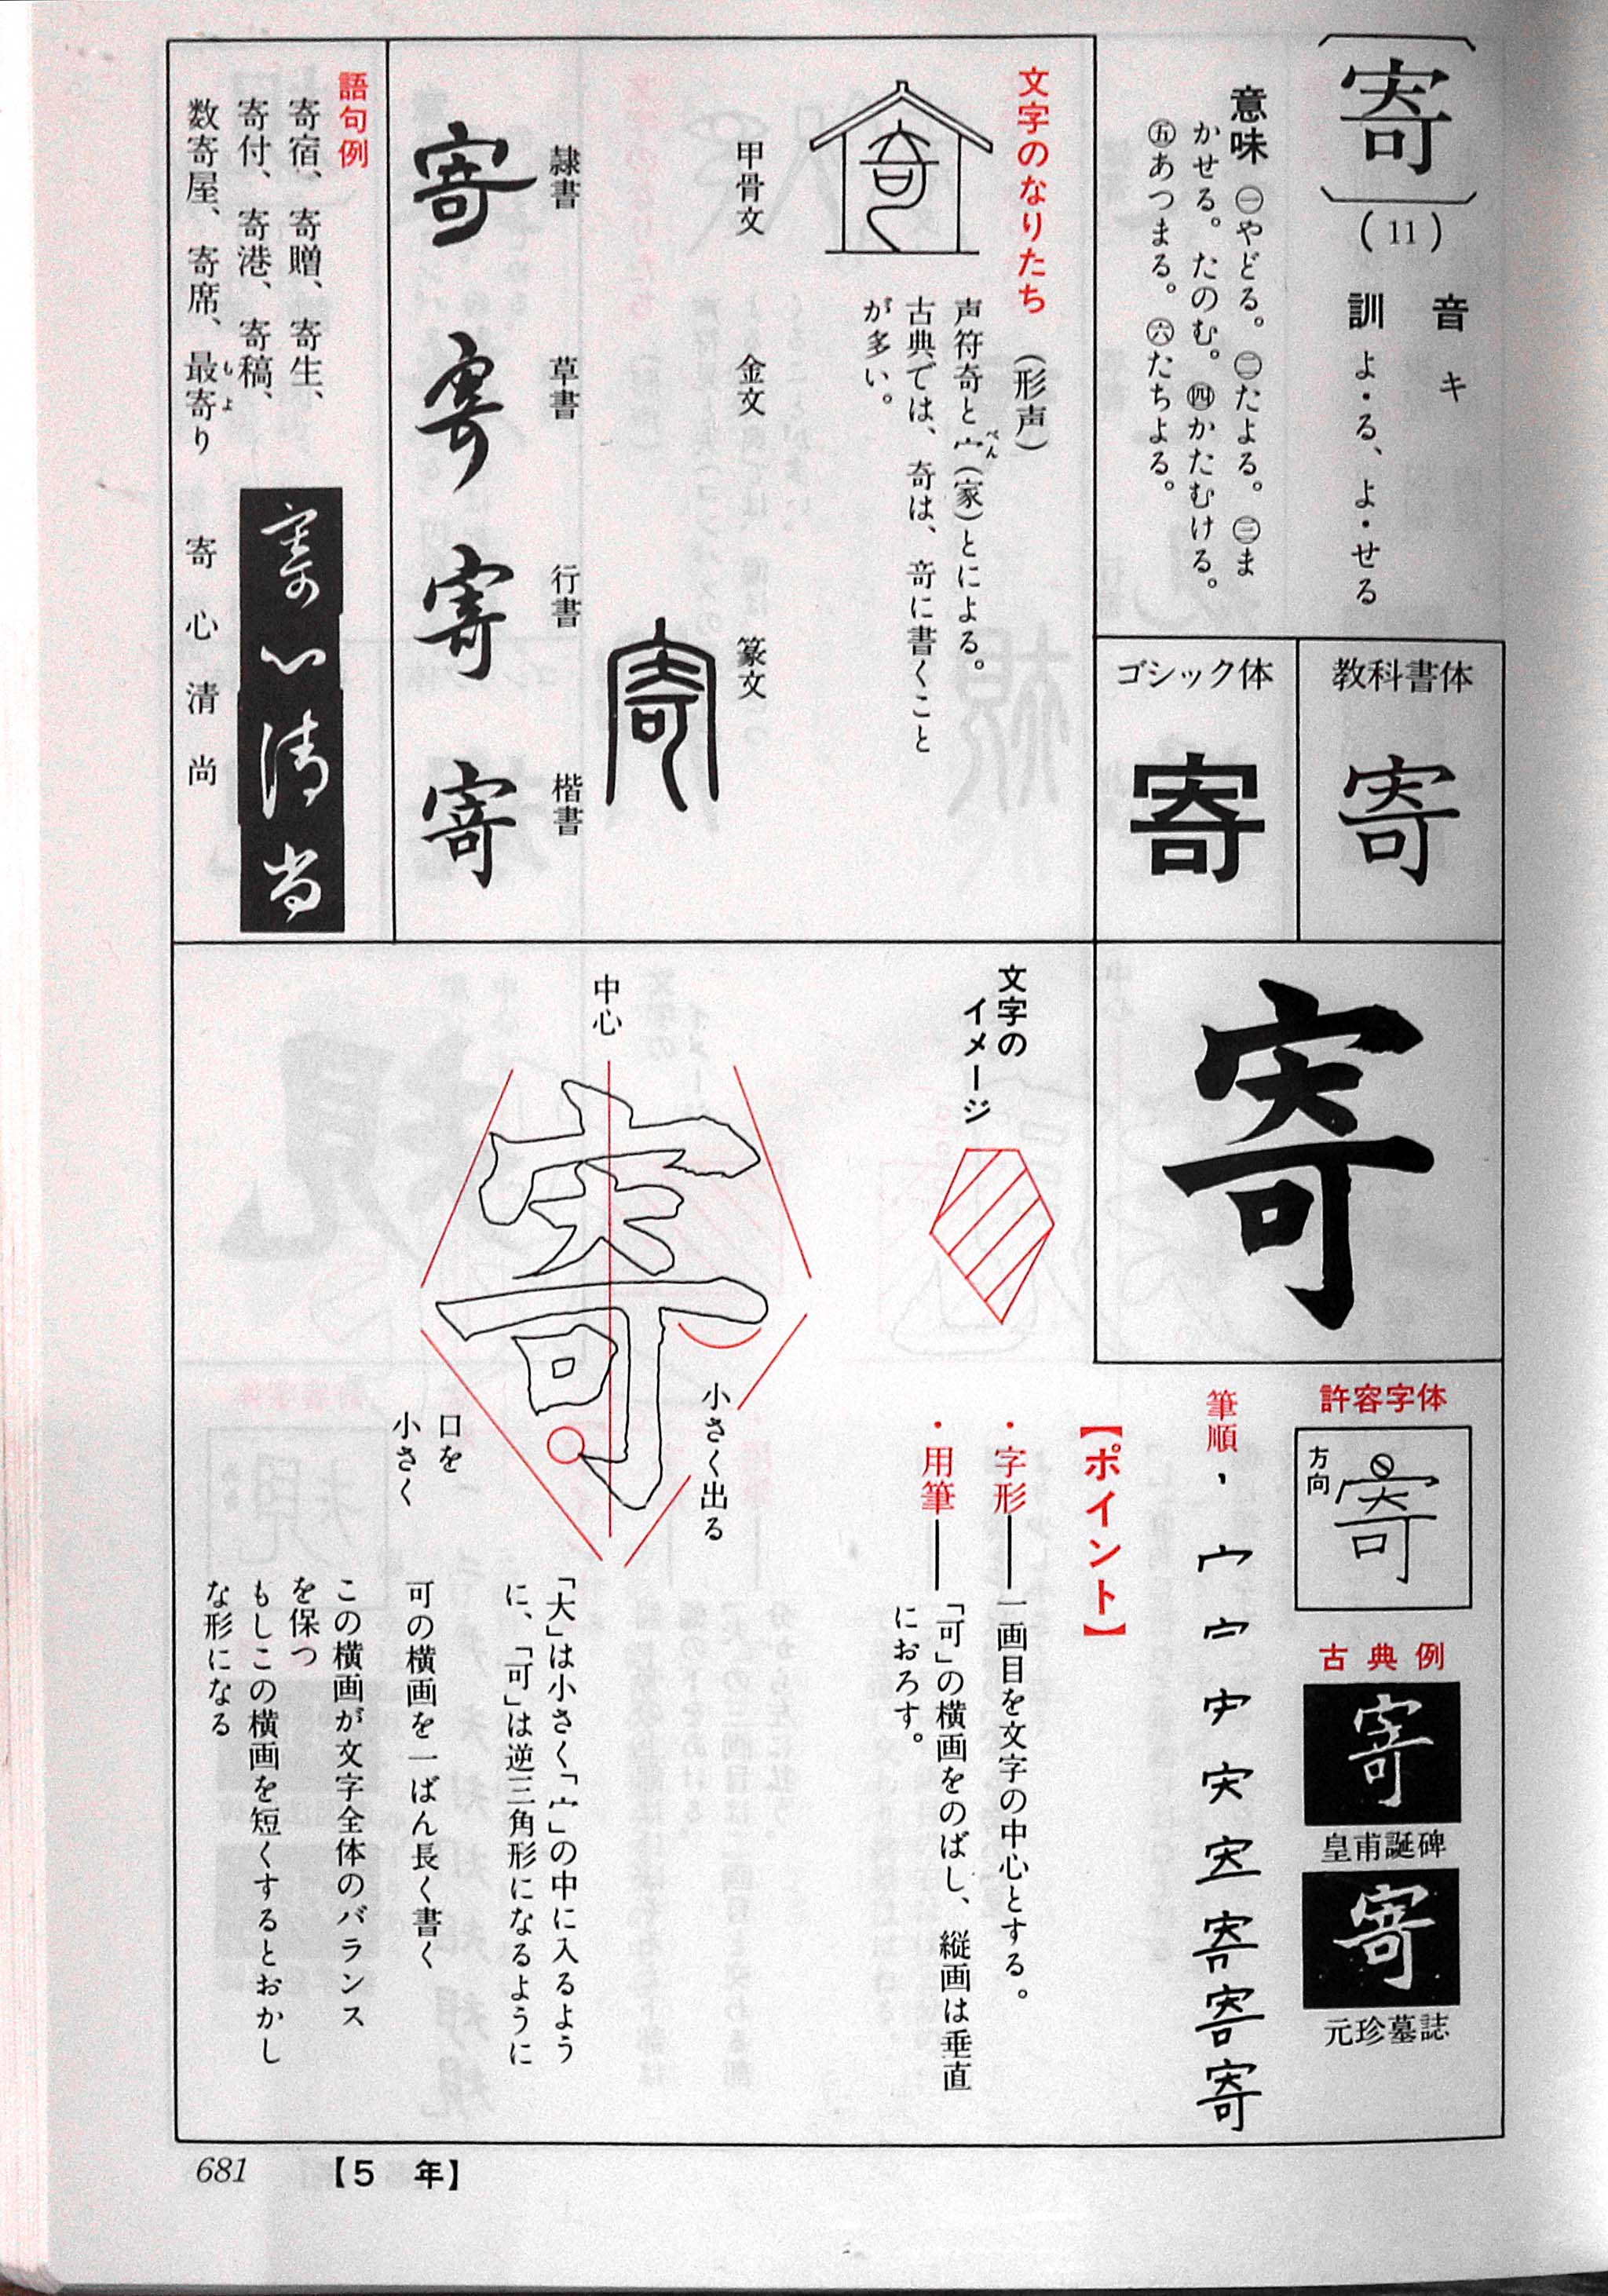 寄
(11)
音　キ
訓　よ・る、よ・せる
意味　㊀やどる。㊁たよる。㊂ま
かせる。たのむ。㊃かたむける。
㊄あつまる。㊅たちよる。
教科書体
寄
ゴシック体
寄
寄
許容字体
方向
寄
古典例
寄
皇甫誕碑
寄
元珍墓誌
筆順
寄
文字のなりたち
(形声)
奇
声符奇と宀(家)とによる。
べん
古典では、奇は、竒に書くこと
が多い。
甲骨文
金文
篆文
寄
隷書
寄
草書
寄
行書
寄
楷書
寄
語句例
寄宿、寄贈、寄生、
寄付、寄港、寄稿、
数寄屋、寄席、最寄り
もよ
寄心清尚
寄心清尚
文字の
イメージ
中心
寄
小さく出る
口を
小さく
【ポイント】
・字形――一画目を文字の中心とする。
・用筆――「可」の横画をのばし、縦画は垂直
におろす。
「大」は小さく「宀」の中に入るよう
に、「可」は逆三角形になるように
可の横画を一ばん長く書く
この横画が文字全体のバランス
を保つ
もしこの横画を短くするとおかし
な形になる
681
【5　年】